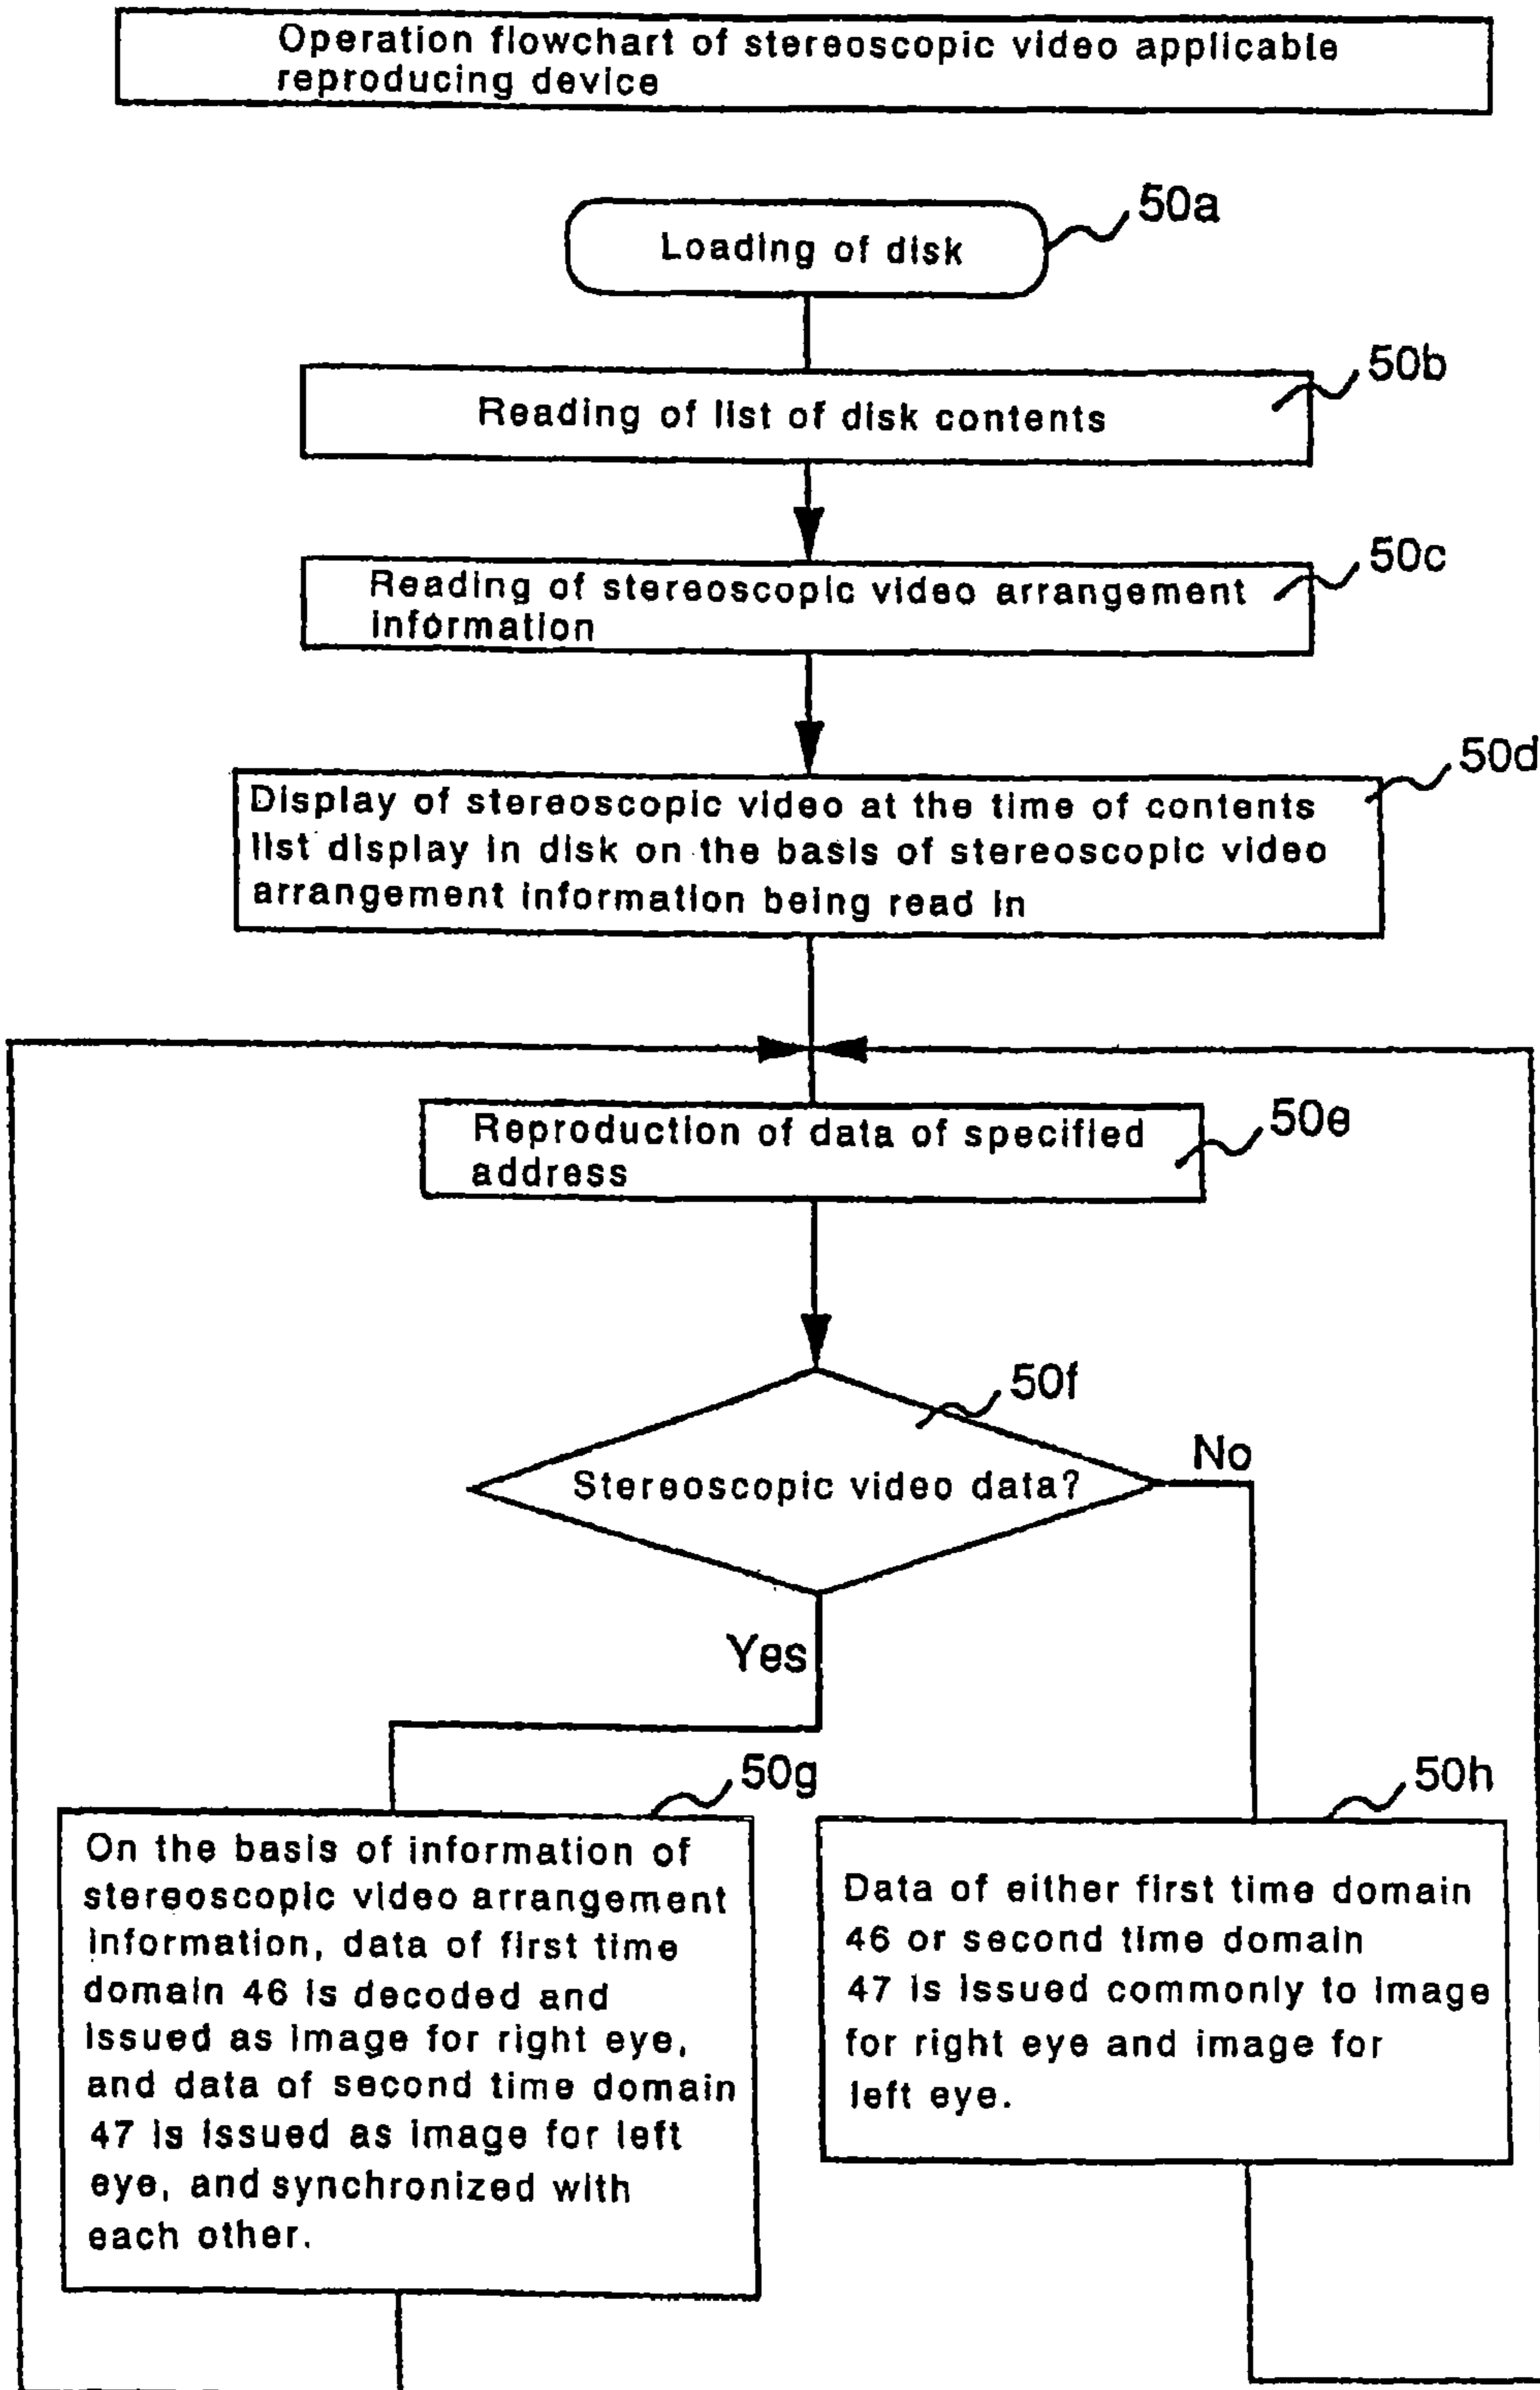 Operation flowchart of stereoscopic video applicable
reproducing device
50a
Loading of disk
50b
Reading of list of disk contents
50c
Reading of stereoscopic video arrangement
information
50d
Display of stereoscopic video at the time of contents
list display in disk on the basis of stereoscopic video
arrangement information being read in
50e
Reproduction of data of specified
address
50f
Stereoscopic video data?
No
Yes
50g
On the basis of information of
stereoscopic video arrangement
information, data of first time
domain 46 is decoded and
issued as image for right eye,
and data of second time domain
47 is issued as image for left
eye, and synchronized with
each other.
50h
Data of either first time domain
46 or second time domain
47 is issued commonly to image
for right eye and image for
left eye.